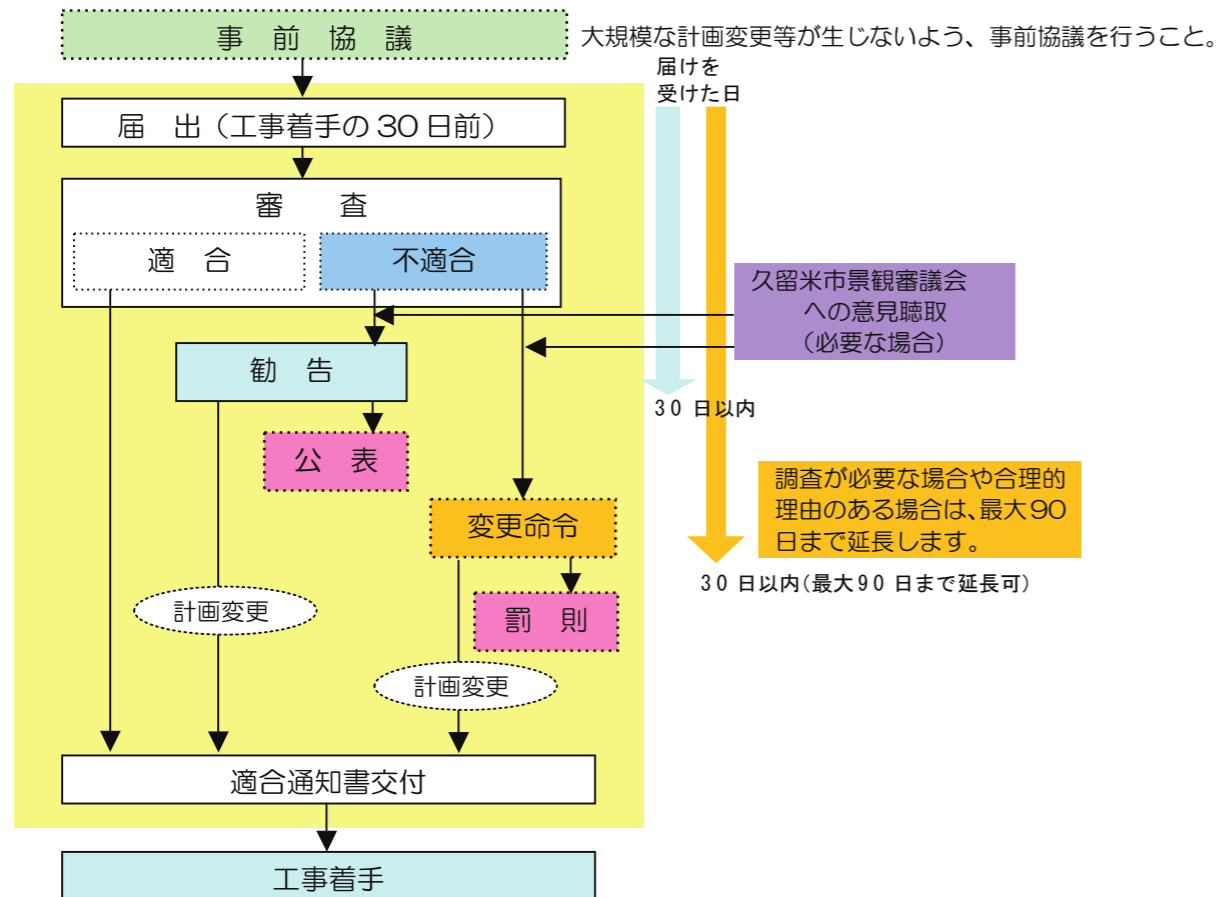 事 前 協 議
大規模な計画変更等が生じないよう、事前協議を行うこと。
届けを
受けた日
届 出（工事着手の 30 日前）
審 査
適 合
不適合
久留米市景観審議会
への意見聴取
（必要な場合）
勧 告
30 日以内
公 表
調査が必要な場合や合理的
理由のある場合は、最大90
日まで延長します。
変更命令
30 日以内(最大90 日まで延長可)
計画変更
罰 則
計画変更
適合通知書交付
工事着手